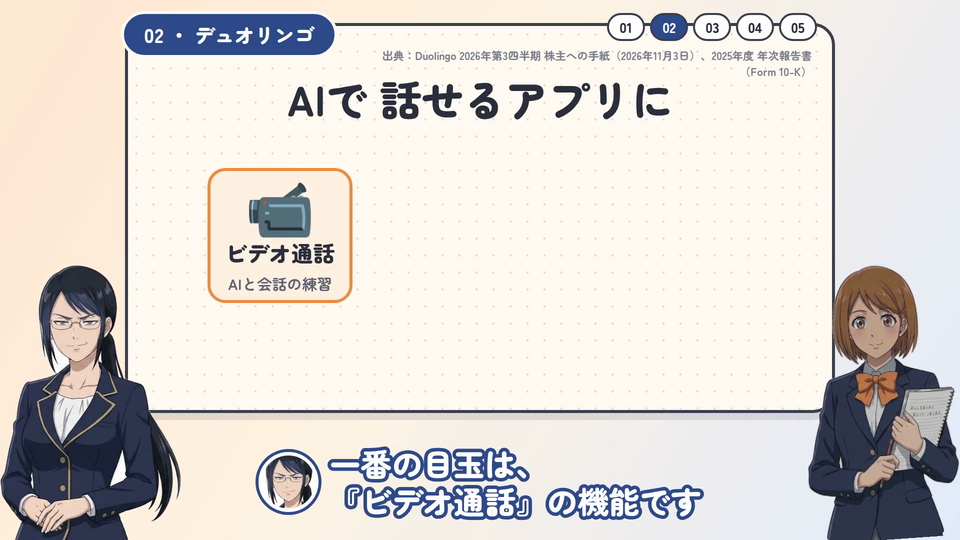 02 ・ デュオリンゴ
01 02 03 04 05
出典：Duolingo 2026年第3四半期 株主への手紙（2026年11月3日）、2025年度 年次報告書
（Form 10-K）
AIで 話せるアプリに
ビデオ通話
AIと会話の練習
一番の目玉は、
『ビデオ通話』の機能です